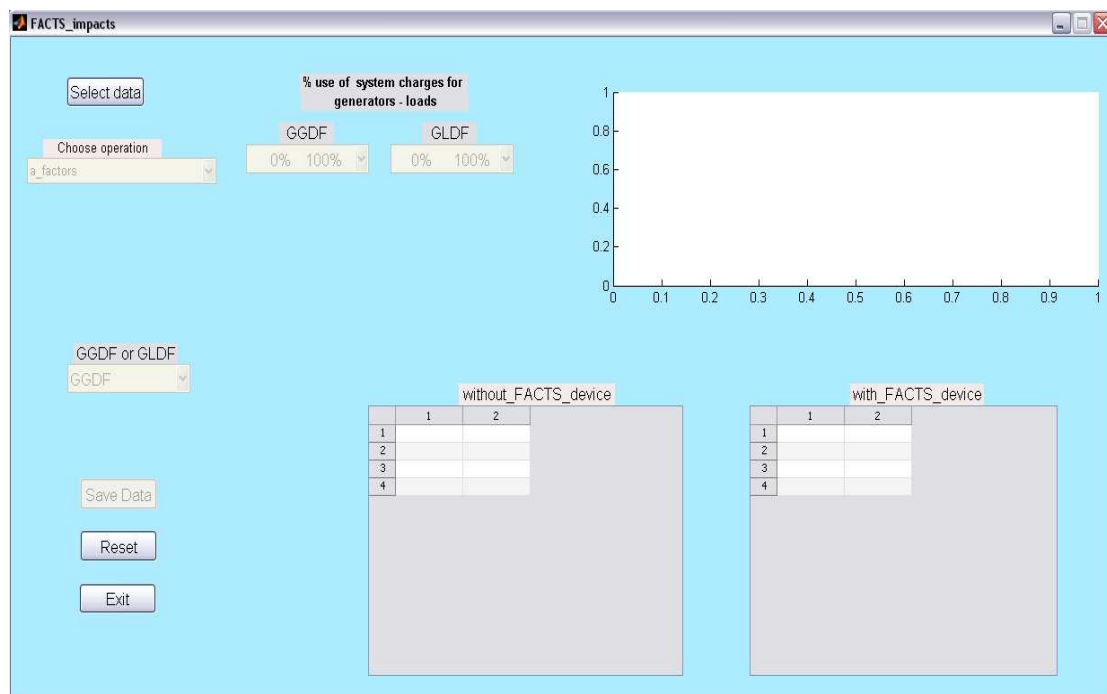 FACTS_impacts
Select data
% use of system charges for
generators - loads
Choose operation
a_factors
GGDF
0% 100%
GLDF
0% 100%
1
0.8
0.6
0.4
0.2
0
0 0.1 0.2 0.3 0.4 0.5 0.6 0.7 0.8 0.9 1
GGDF or GLDF
GGDF
Save Data
Reset
Exit
without_FACTS_device
1 2
1
2
3
4
with_FACTS_device
1 2
1
2
3
4